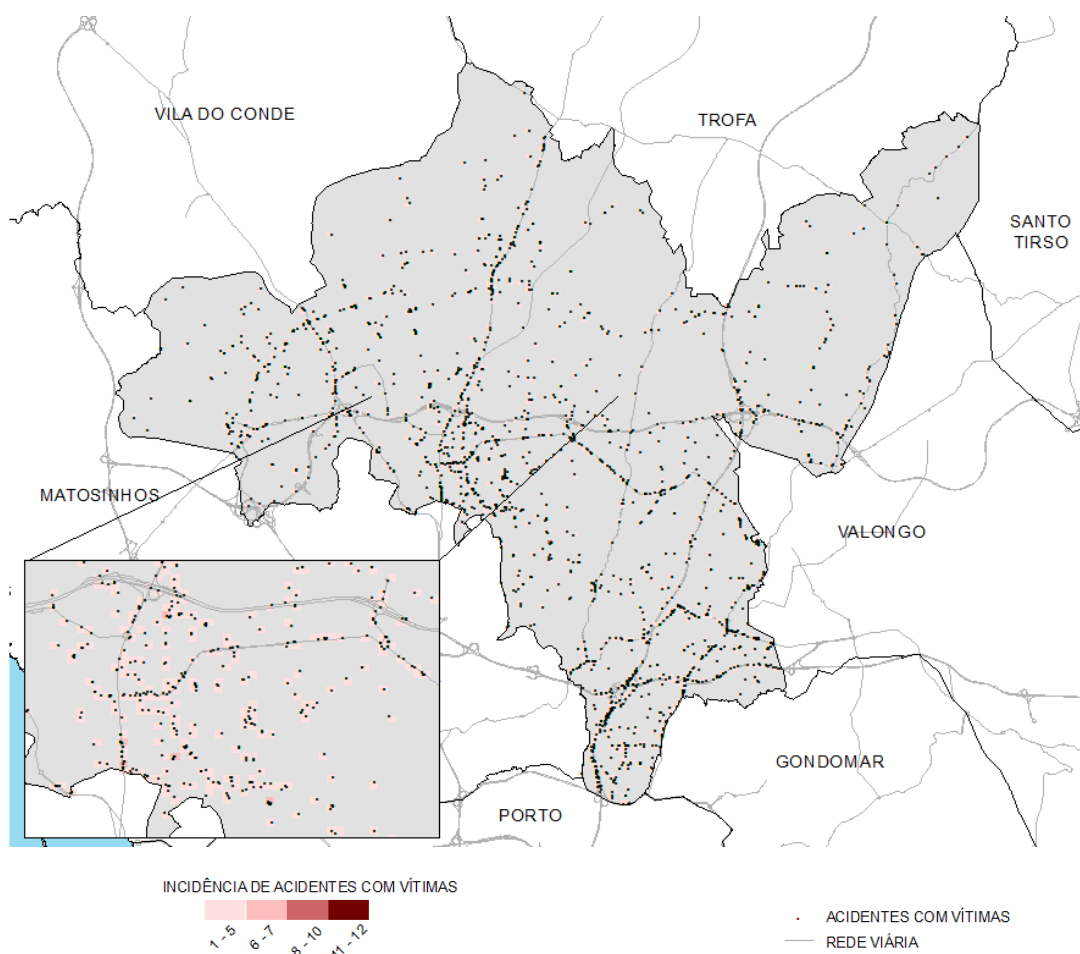 VILA DO CONDE
TROFA
SANTO
TIRSO
MATOSINHOS
VALONGO
GONDOMAR
PORTO
INCIDÊNCIA DE ACIDENTES COM VÍTIMAS
1 - 5
6 - 7
8 - 10
11 - 12
ACIDENTES COM VÍTIMAS
REDE VIÁRIA